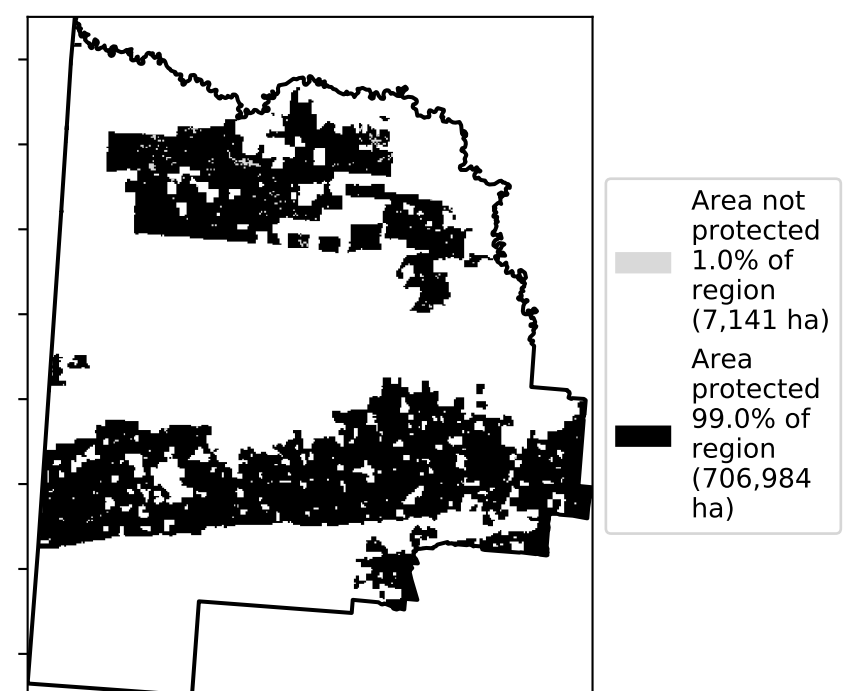 Area not
protected
1.0% of
region
(7,141 ha)
Area
protected
99.0% of
region
(706,984
ha)